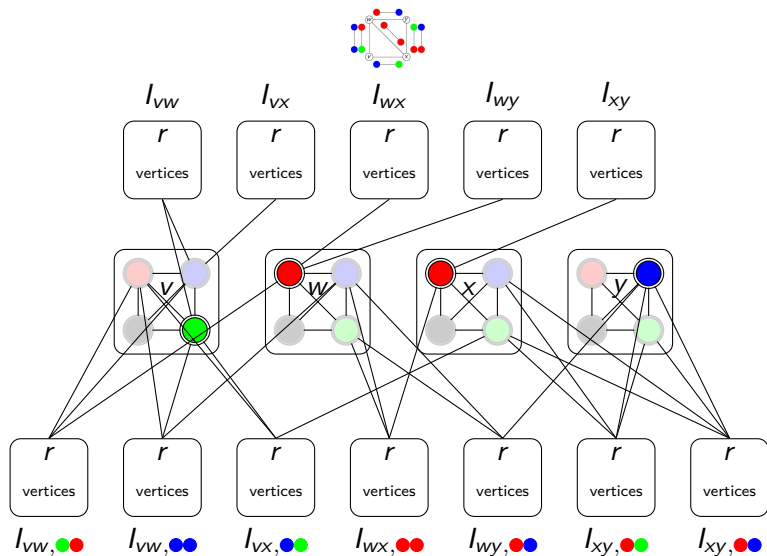 w y
v x
I_{vw} I_{vx} I_{wx} I_{wy} I_{xy}
r r r r r
vertices vertices vertices vertices vertices
v w x y
r r r r r r r
vertices vertices vertices vertices vertices vertices vertices
I_{vw}, I_{vw}, I_{vx}, I_{wx}, I_{wy}, I_{xy}, I_{xy},